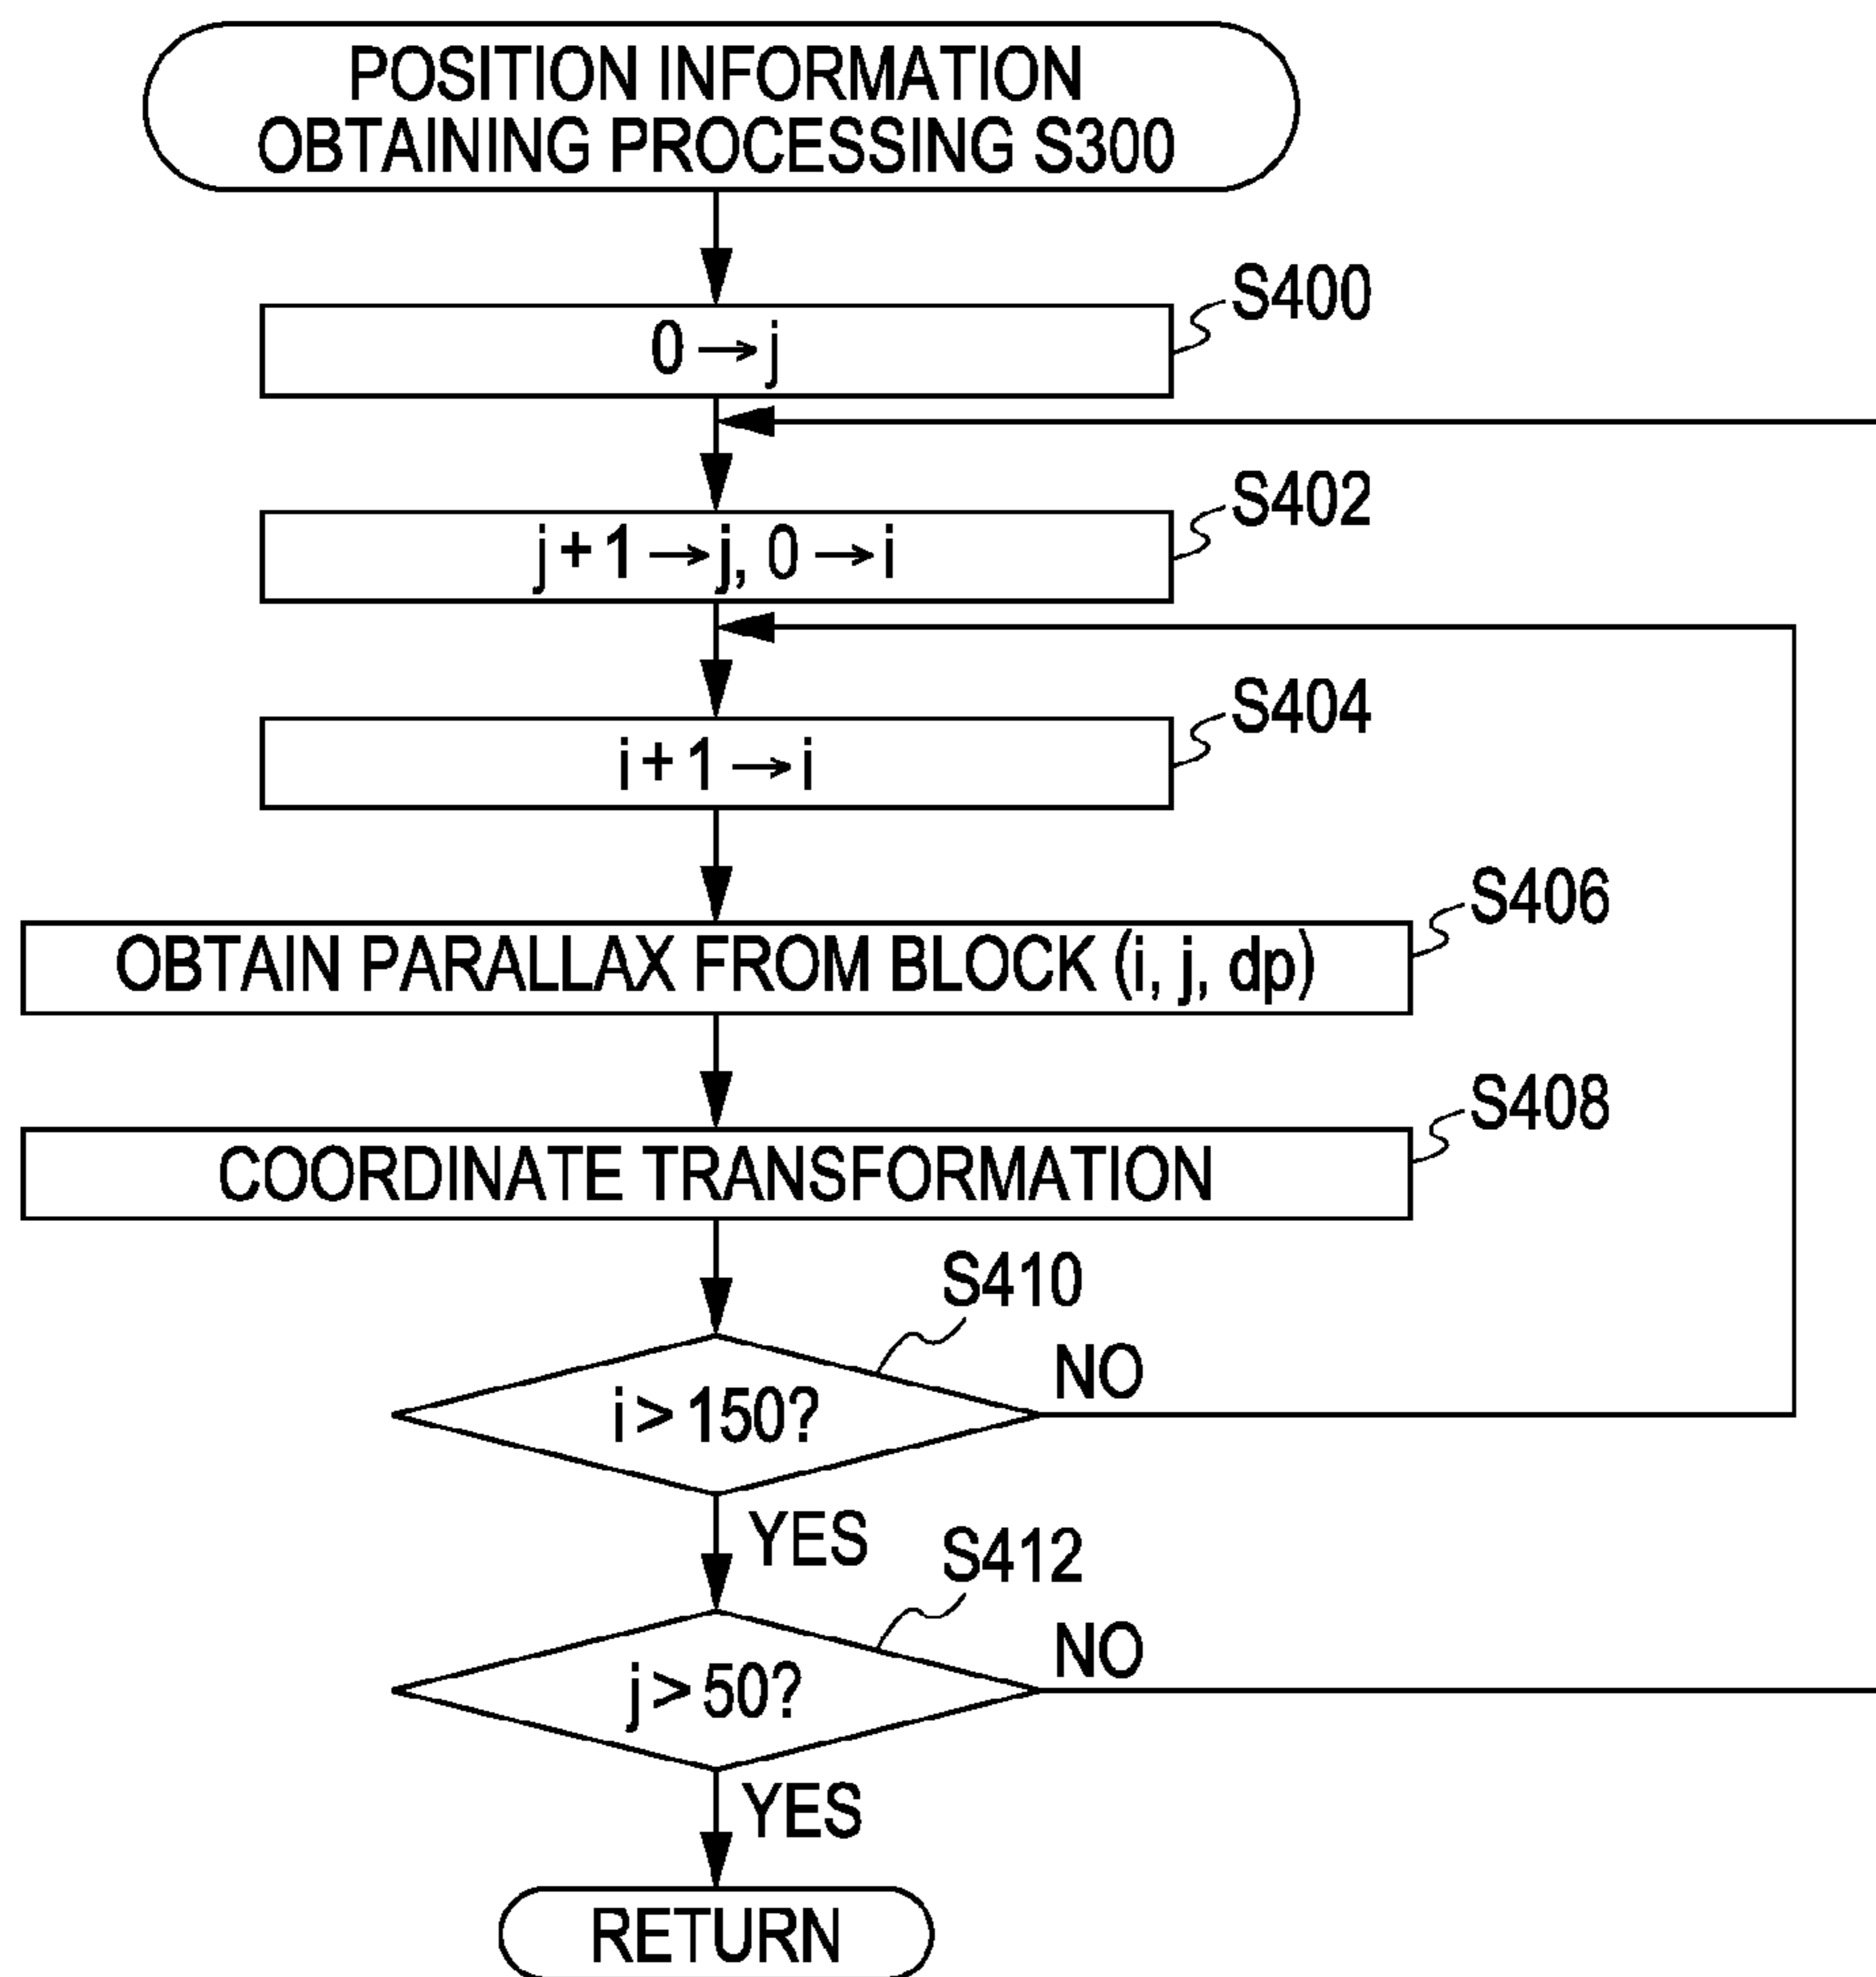 POSITION INFORMATION
OBTAINING PROCESSING S300
S400
0→j
S402
j+1→j, 0→i
S404
i+1→i
S406
OBTAIN PARALLAX FROM BLOCK (i, j, dp)
S408
COORDINATE TRANSFORMATION
S410
i>150?
NO
YES
S412
j>50?
NO
YES
RETURN